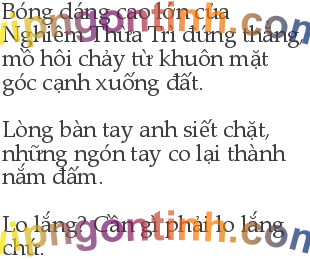 Bóng dáng cao lớn của
Nghiêm Thừa Trì đứng thẳng,
mồ hôi chảy từ khuôn mặt
góc cạnh xuống đất.
Lòng bàn tay anh siết chặt,
những ngón tay co lại thành
nắm đấm.
Lo lắng? Cần gì phải lo lắng
chứ.